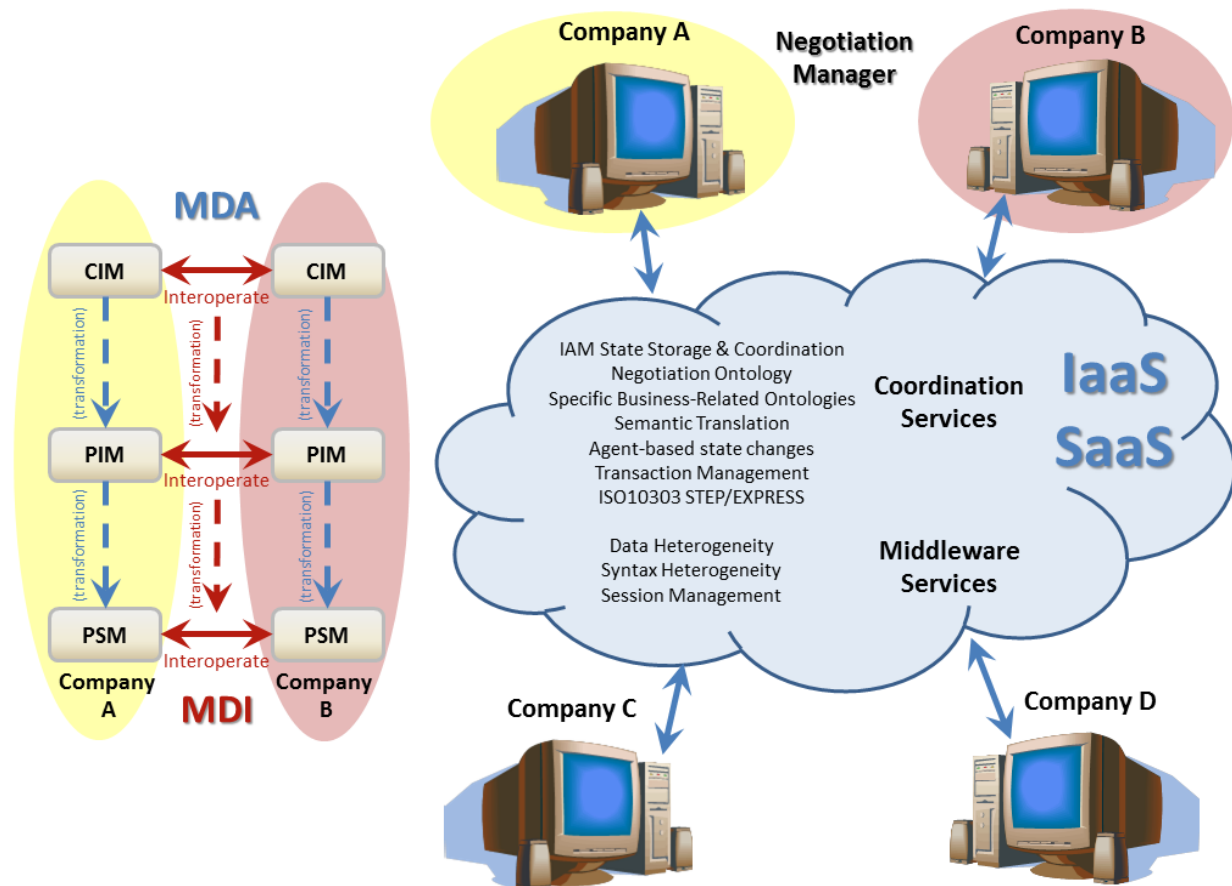 MDA
CIM
CIM
Interoperate
(transformation)
(transformation)
(transformation)
PIM
PIM
Interoperate
(transformation)
(transformation)
(transformation)
PSM
PSM
Interoperate
Company
A
Company
B
MDI
Company A
Negotiation
Manager
Company B
IAM State Storage & Coordination
Negotiation Ontology
Specific Business-Related Ontologies
Semantic Translation
Agent-based state changes
Transaction Management
ISO10303 STEP/EXPRESS
Coordination
Services
IaaS
SaaS
Data Heterogeneity
Syntax Heterogeneity
Session Management
Middleware
Services
Company C
Company D